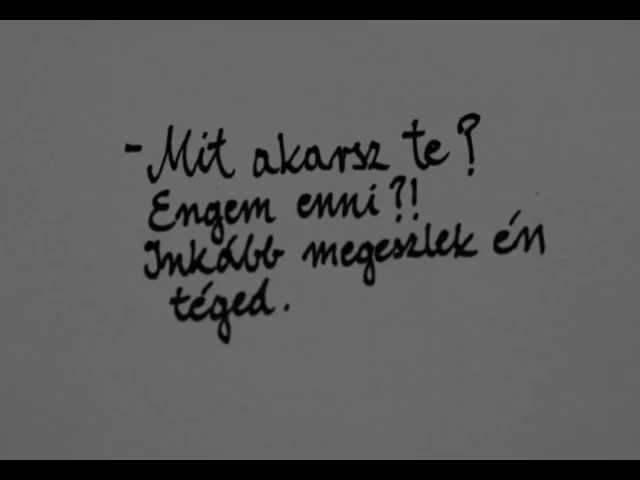 - Mit akarsz te?
Engem enni?!
Inkább megeszlek én
téged.